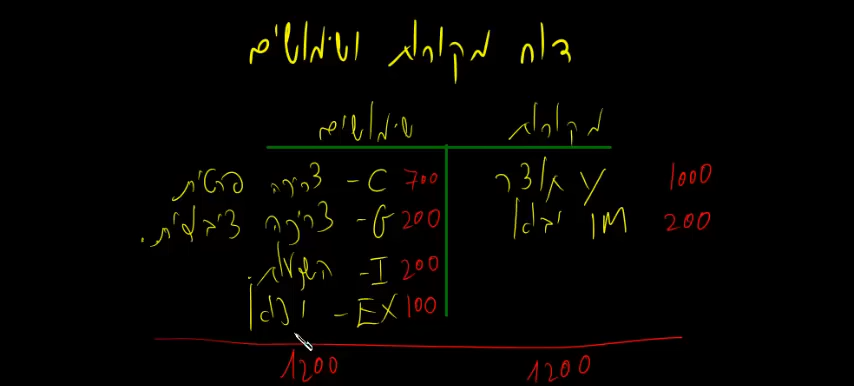 דוח מקורות ושימושים
מקורות שימושים
1000 Y תוצר 700 C - צריכה פרטית
200 IM יבוא 200 G - צריכה ציבורית.
200 I - השקעות.
100 EX - יצוא
1200 1200